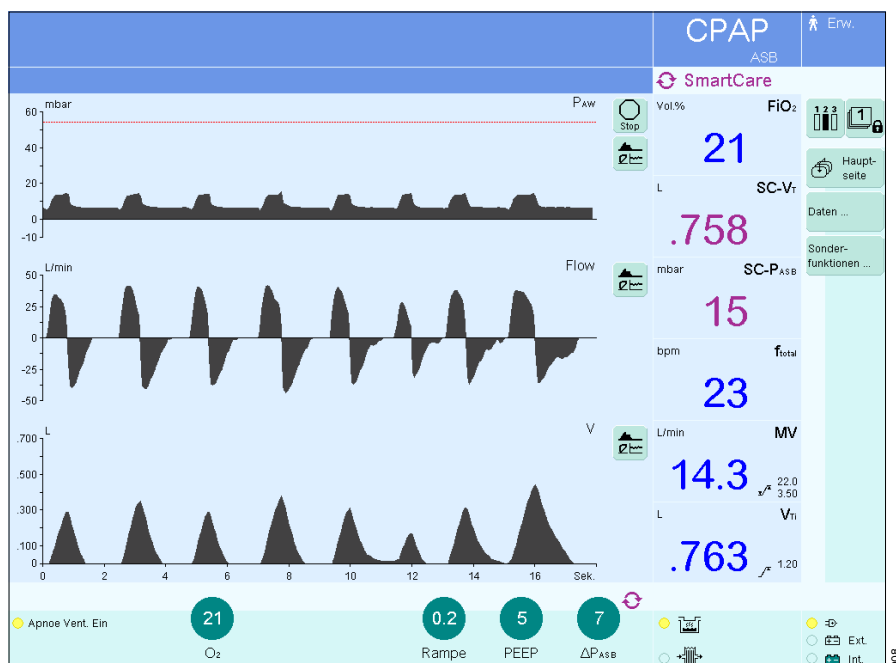 CPAP
ASB
Erw.
SmartCare
mbar
PAW
60
40
20
0
-10
Stop
L/min
Flow
50
25
0
-25
-50
L
V
.700
.500
.300
.100
0
0 2 4 6 8 10 12 14 16 Sek.
Vol.% FiO₂
21
L SC-VT
.758
mbar SC-PASB
15
bpm ftotal
23
L/min MV
14.3
22.0
3.50
L VTi
.763
1.20
1 2 3
1
Haupt-
seite
Daten ...
Sonder-
funktionen ...
Apnoe Vent. Ein
21
O₂
0.2
Rampe
5
PEEP
7
ΔPASB
Ext.
Int.